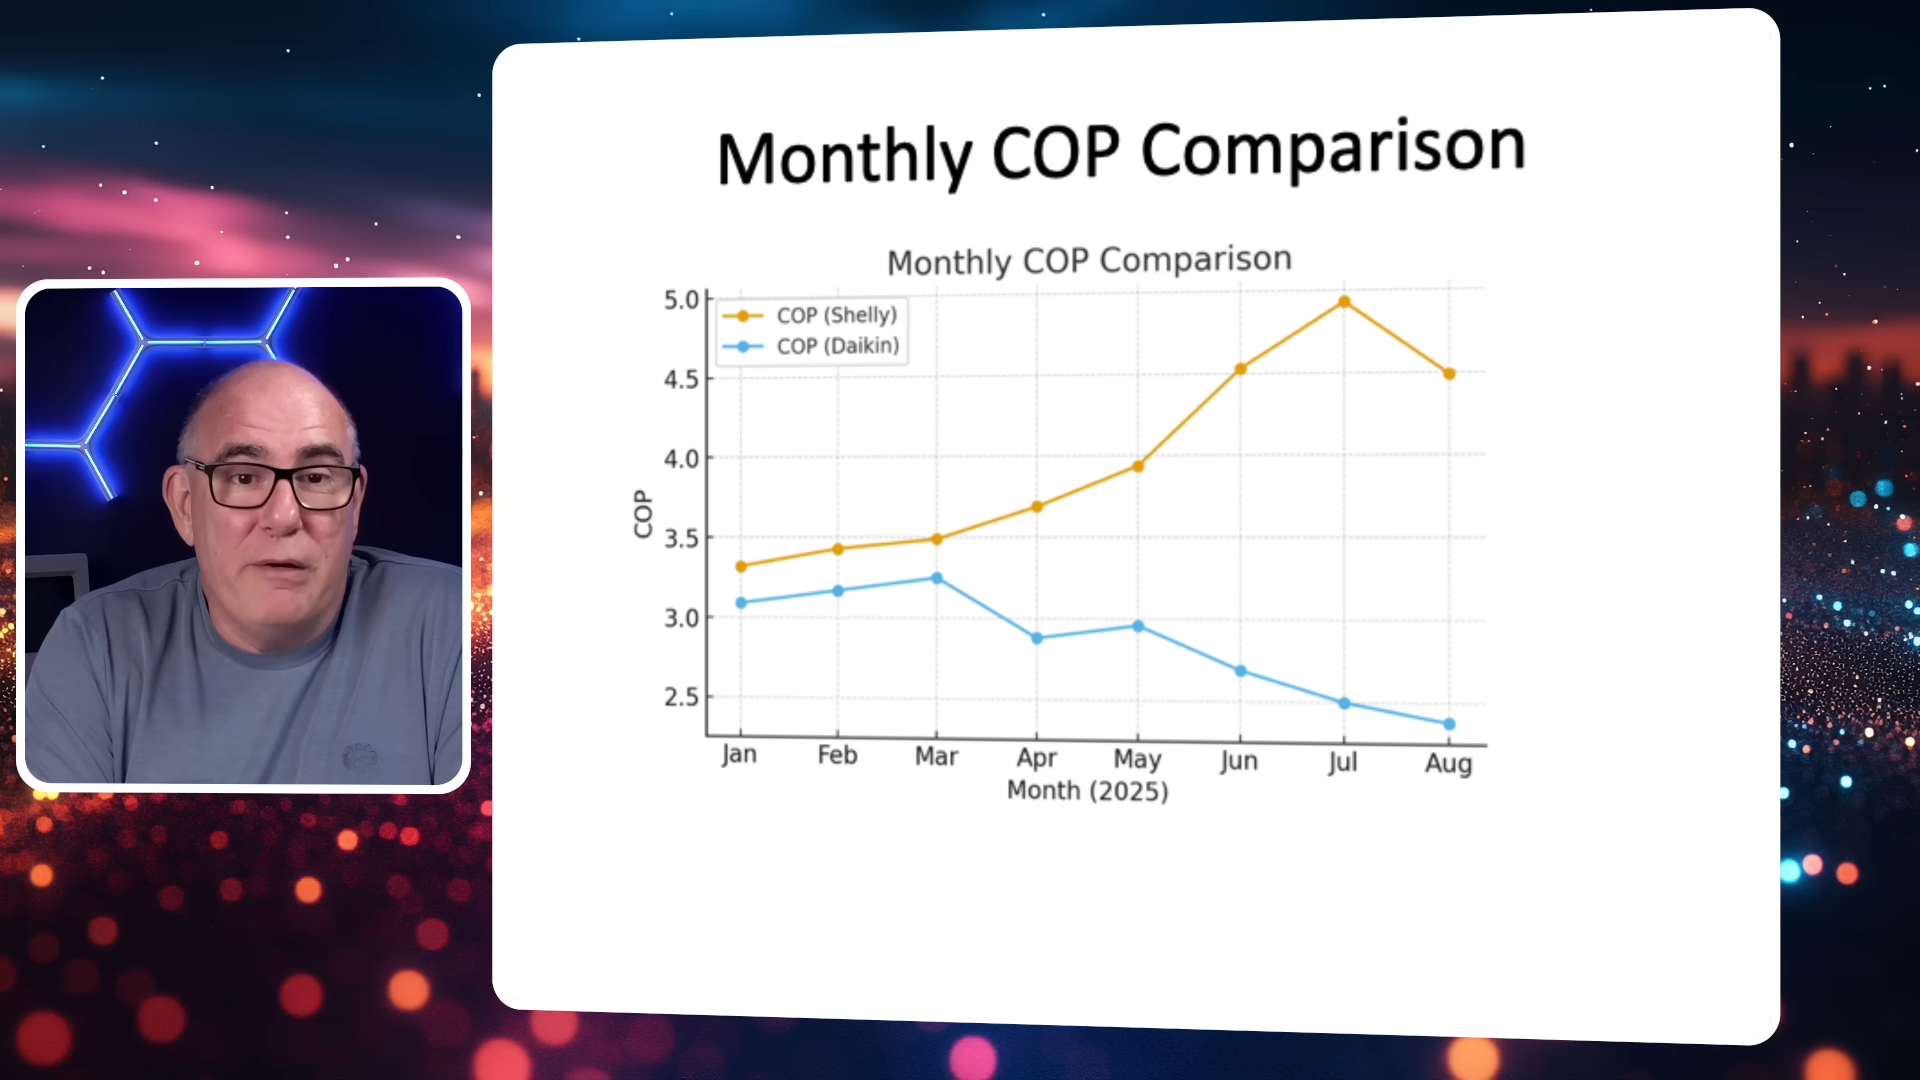 Monthly COP Comparison
Monthly COP Comparison
COP (Shelly)
COP (Daikin)
5.0
4.5
4.0
3.5
3.0
2.5
COP
Jan Feb Mar Apr May Jun Jul Aug
Month (2025)